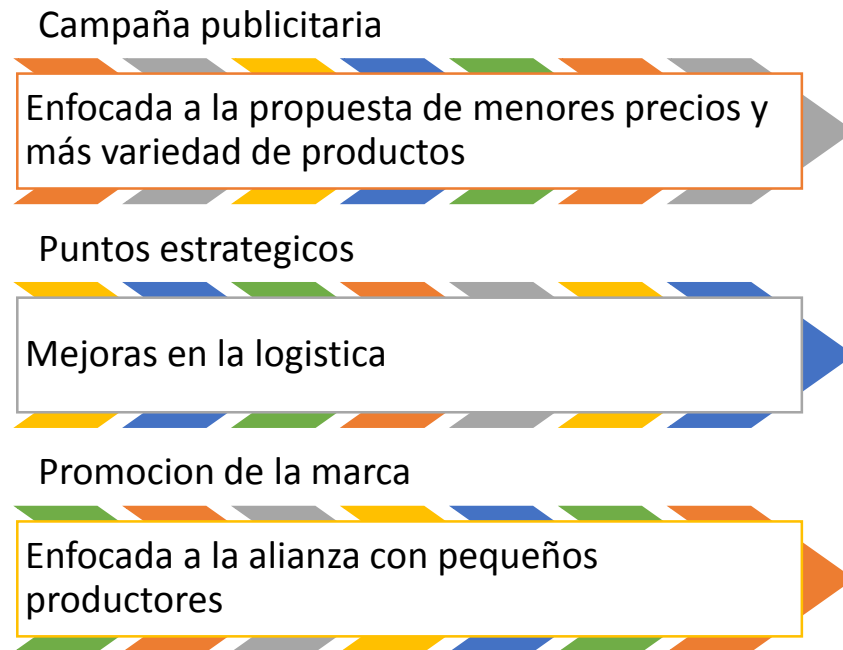 Campaña publicitaria
Enfocada a la propuesta de menores precios y
más variedad de productos
Puntos estrategicos
Mejoras en la logistica
Promocion de la marca
Enfocada a la alianza con pequeños
productores